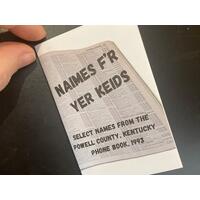 NAIMES F'R
YER KEIDS
SELECT NAMES FROM THE
POWELL COUNTY, KENTUCKY
PHONE BOOK, 1993